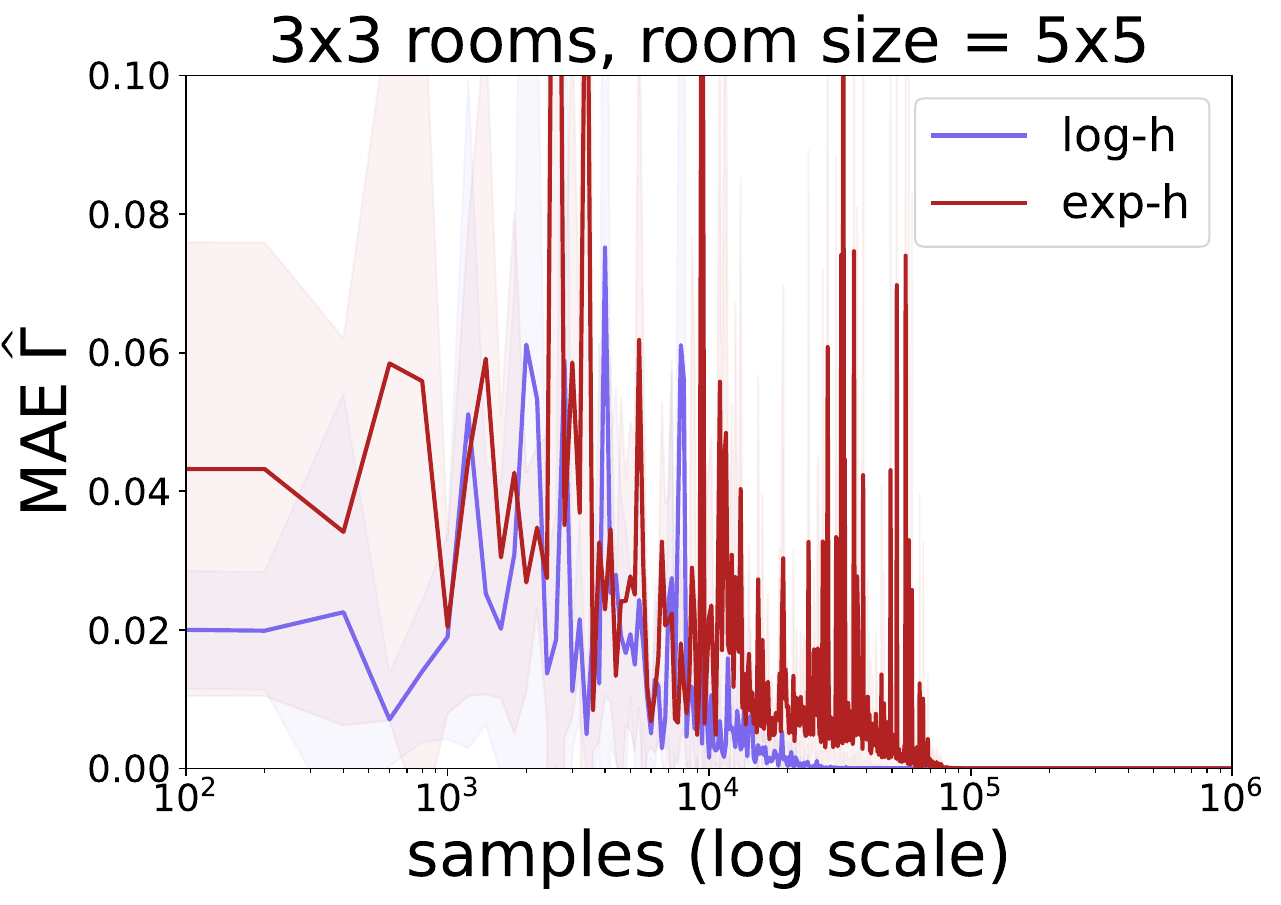 3x3 rooms, room size = 5x5
0.10
0.08
0.06
0.04
0.02
0.00
MAE Γ̂
log-h
exp-h
10² 10³ 10⁴ 10⁵ 10⁶
samples (log scale)